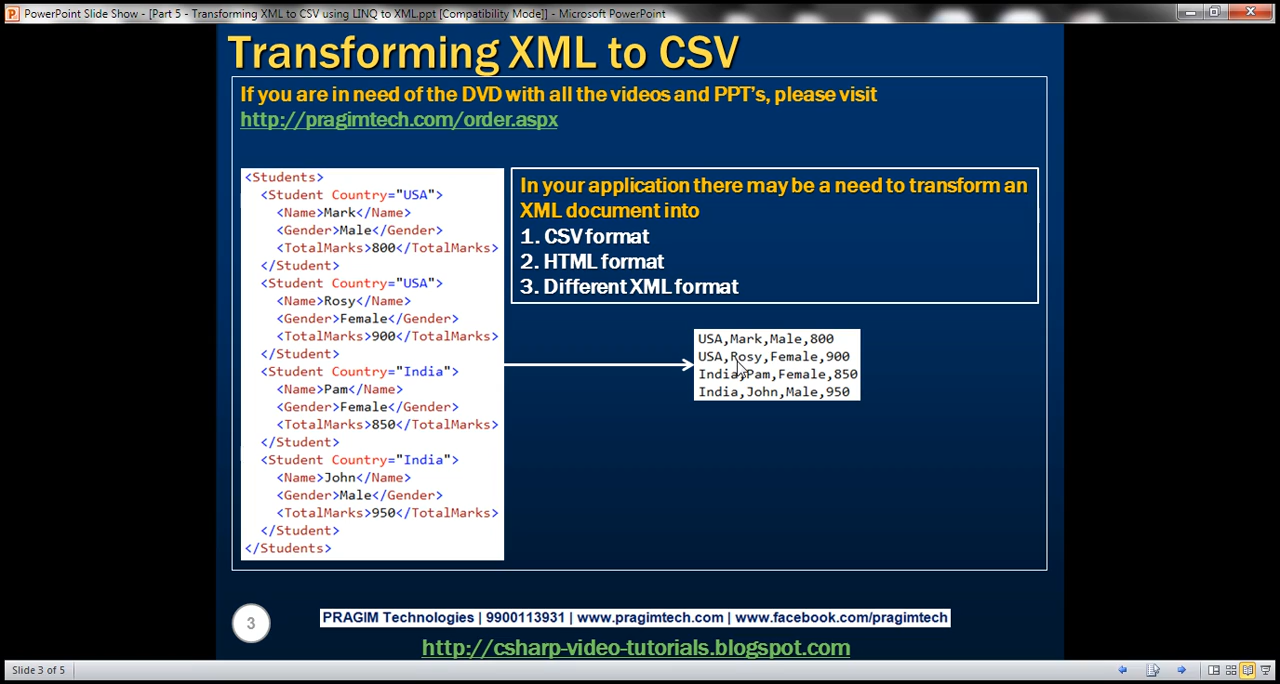 PowerPoint Slide Show - [Part 5 - Transforming XML to CSV using LINQ to XML.ppt [Compatibility Mode]] - Microsoft PowerPoint
Transforming XML to CSV
If you are in need of the DVD with all the videos and PPT's, please visit
http://pragimtech.com/order.aspx
<Students>
<Student Country="USA">
<Name>Mark</Name>
<Gender>Male</Gender>
<TotalMarks>800</TotalMarks>
</Student>
<Student Country="USA">
<Name>Rosy</Name>
<Gender>Female</Gender>
<TotalMarks>900</TotalMarks>
</Student>
<Student Country="India">
<Name>Pam</Name>
<Gender>Female</Gender>
<TotalMarks>850</TotalMarks>
</Student>
<Student Country="India">
<Name>John</Name>
<Gender>Male</Gender>
<TotalMarks>950</TotalMarks>
</Student>
</Students>
In your application there may be a need to transform an
XML document into
1. CSV format
2. HTML format
3. Different XML format
USA,Mark,Male,800
USA,Rosy,Female,900
India,Pam,Female,850
India,John,Male,950
3
PRAGIM Technologies | 9900113931 | www.pragimtech.com | www.facebook.com/pragimtech
http://csharp-video-tutorials.blogspot.com
Slide 3 of 5